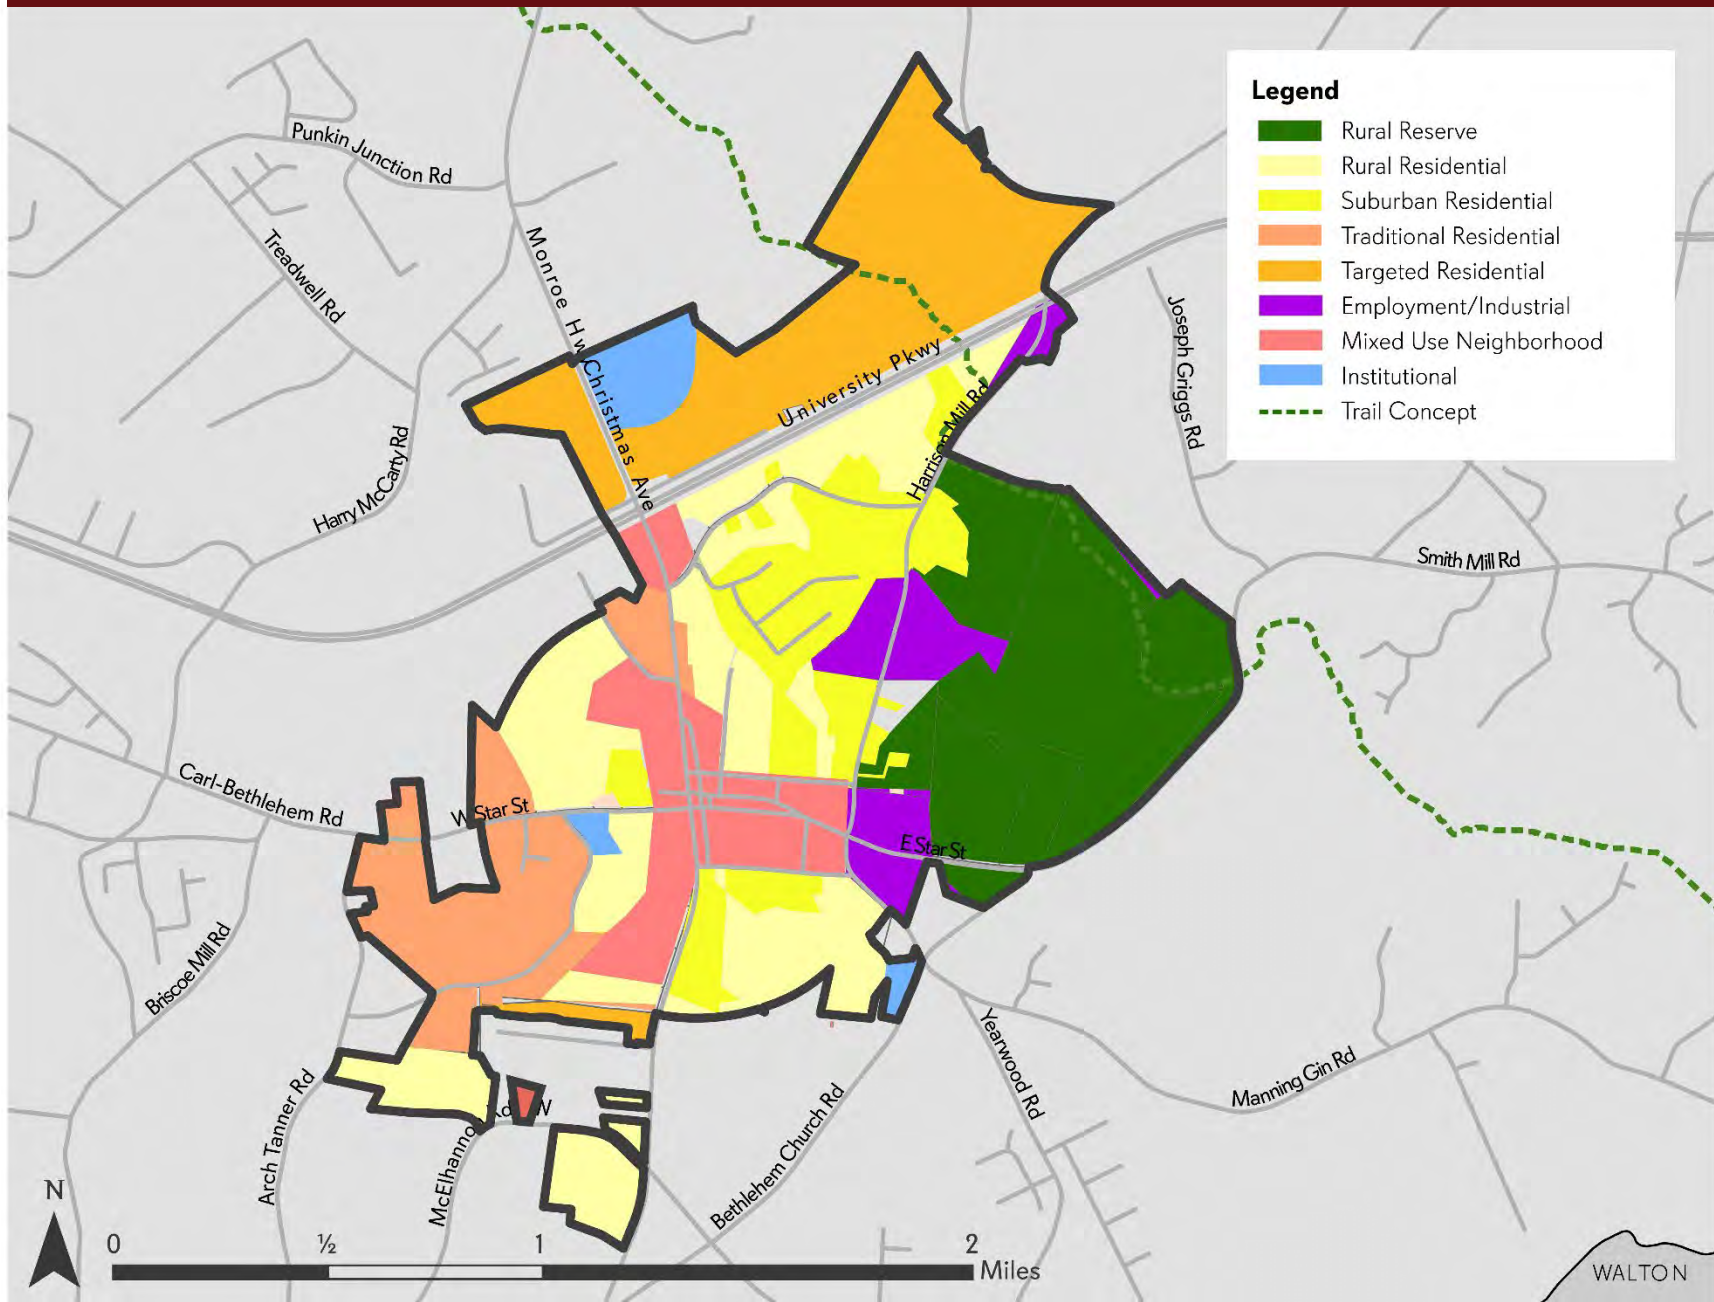 Legend
Rural Reserve
Rural Residential
Suburban Residential
Traditional Residential
Targeted Residential
Employment/Industrial
Mixed Use Neighborhood
Institutional
Trail Concept
Punkin Junction Rd
Treadwell Rd
Monroe Hwy
Christmas Ave
University Pkwy
Harrison Mill Rd
Joseph Griggs Rd
Harry McCarty Rd
Smith Mill Rd
Carl-Bethlehem Rd
W Star St
E Star St
Briscoe Mill Rd
Arch Tanner Rd
McElhanno Rd W
Bethlehem Church Rd
Yearwood Rd
Manning Gin Rd
N
0 ½ 1 2
Miles
WALTON